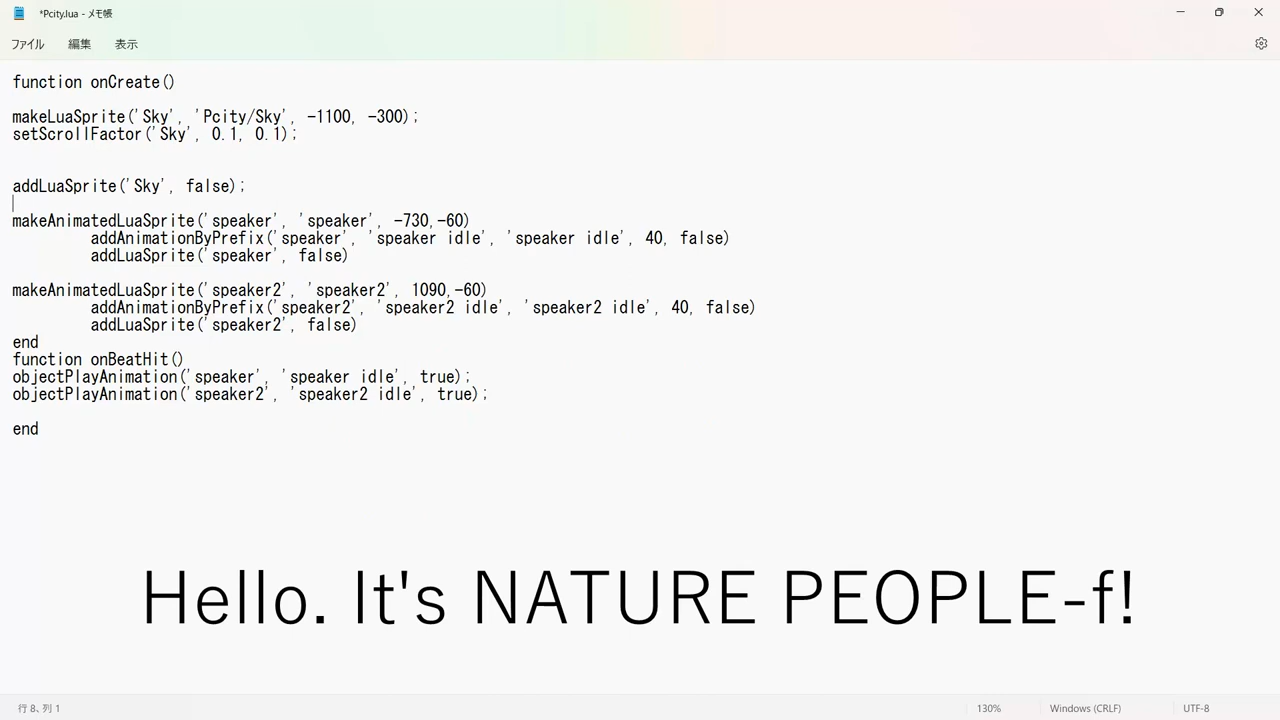 *Pcity.lua - メモ帳
ファイル 編集 表示
function onCreate()
makeLuaSprite('Sky', 'Pcity/Sky', -1100, -300);
setScrollFactor('Sky', 0.1, 0.1);
addLuaSprite('Sky', false);
makeAnimatedLuaSprite('speaker', 'speaker', -730,-60)
addAnimationByPrefix('speaker', 'speaker idle', 'speaker idle', 40, false)
addLuaSprite('speaker', false)
makeAnimatedLuaSprite('speaker2', 'speaker2', 1090,-60)
addAnimationByPrefix('speaker2', 'speaker2 idle', 'speaker2 idle', 40, false)
addLuaSprite('speaker2', false)
end
function onBeatHit()
objectPlayAnimation('speaker', 'speaker idle', true);
objectPlayAnimation('speaker2', 'speaker2 idle', true);
end
Hello. It's NATURE PEOPLE-f!
行 8、列 1 130% Windows (CRLF) UTF-8